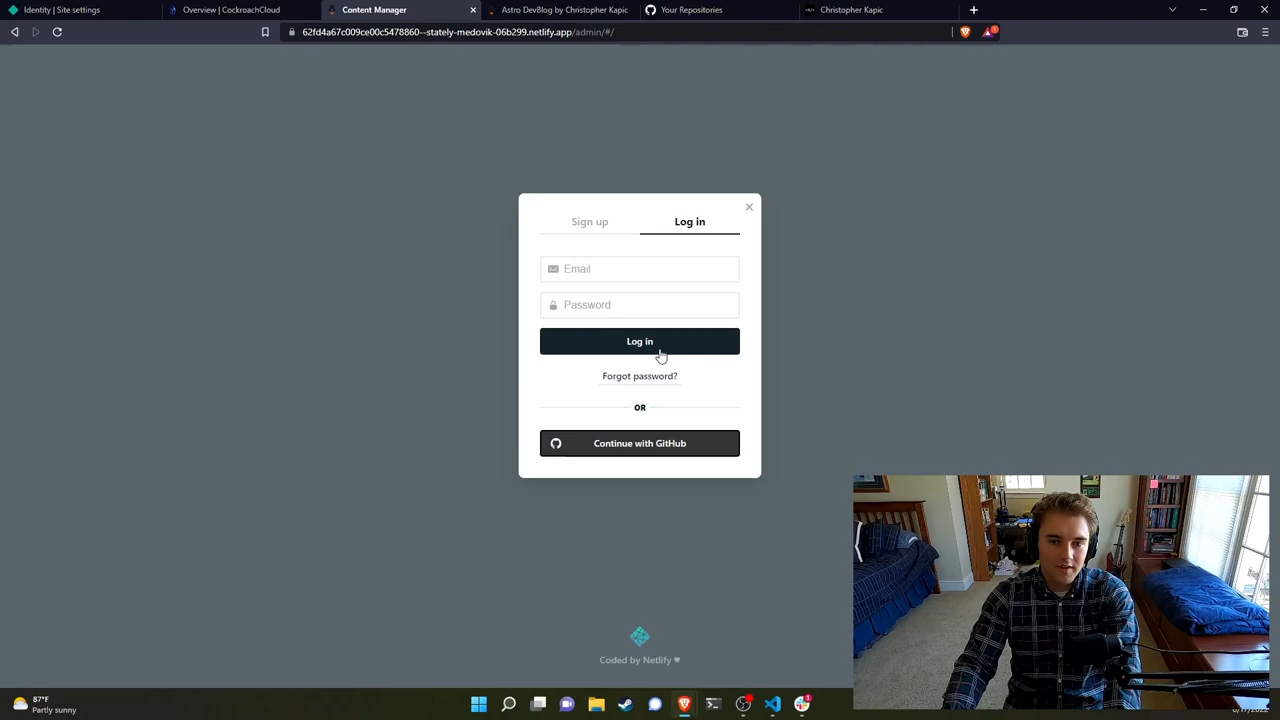 Identity | Site settings
Overview | CockroachCloud
Content Manager
Astro DevBlog by Christopher Kapic
Your Repositories
Christopher Kapic
62fd4a67c009ce00c5478860--stately-medovik-06b299.netlify.app/admin/#/
Sign up
Log in
Email
Password
Log in
Forgot password?
OR
Continue with GitHub
Coded by Netlify
87°F
Partly sunny